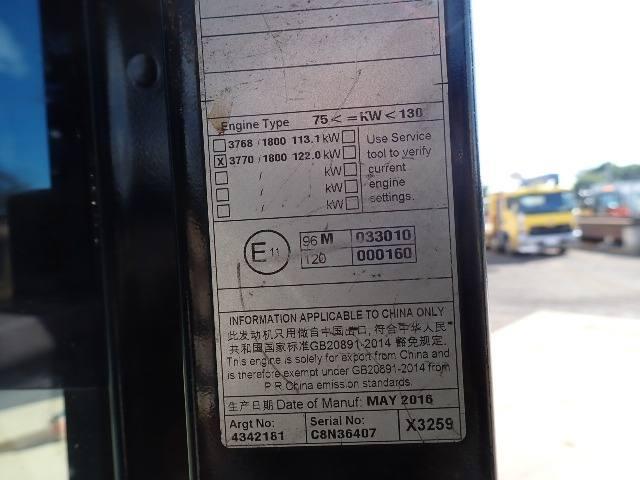 Engine Type 75 < = KW < 130
3768 / 1800 113.1 kW
X 3770 / 1800 122.0 kW
/ kW
/ kW
/ kW
Use Service
tool to verify
current
engine
settings.
E 11
96 M 033010
120 000160
INFORMATION APPLICABLE TO CHINA ONLY
此发动机只用做自中国出口,符合中华人民
共和国国家标准GB20891-2014 豁免规定.
This engine is solely for export from China and
is therefore exempt under GB20891-2014 from
P.R.China emission standards.
生产日期 Date of Manuf: MAY 2016
Argt No: Serial No:
4342181 C8N36407 X3259